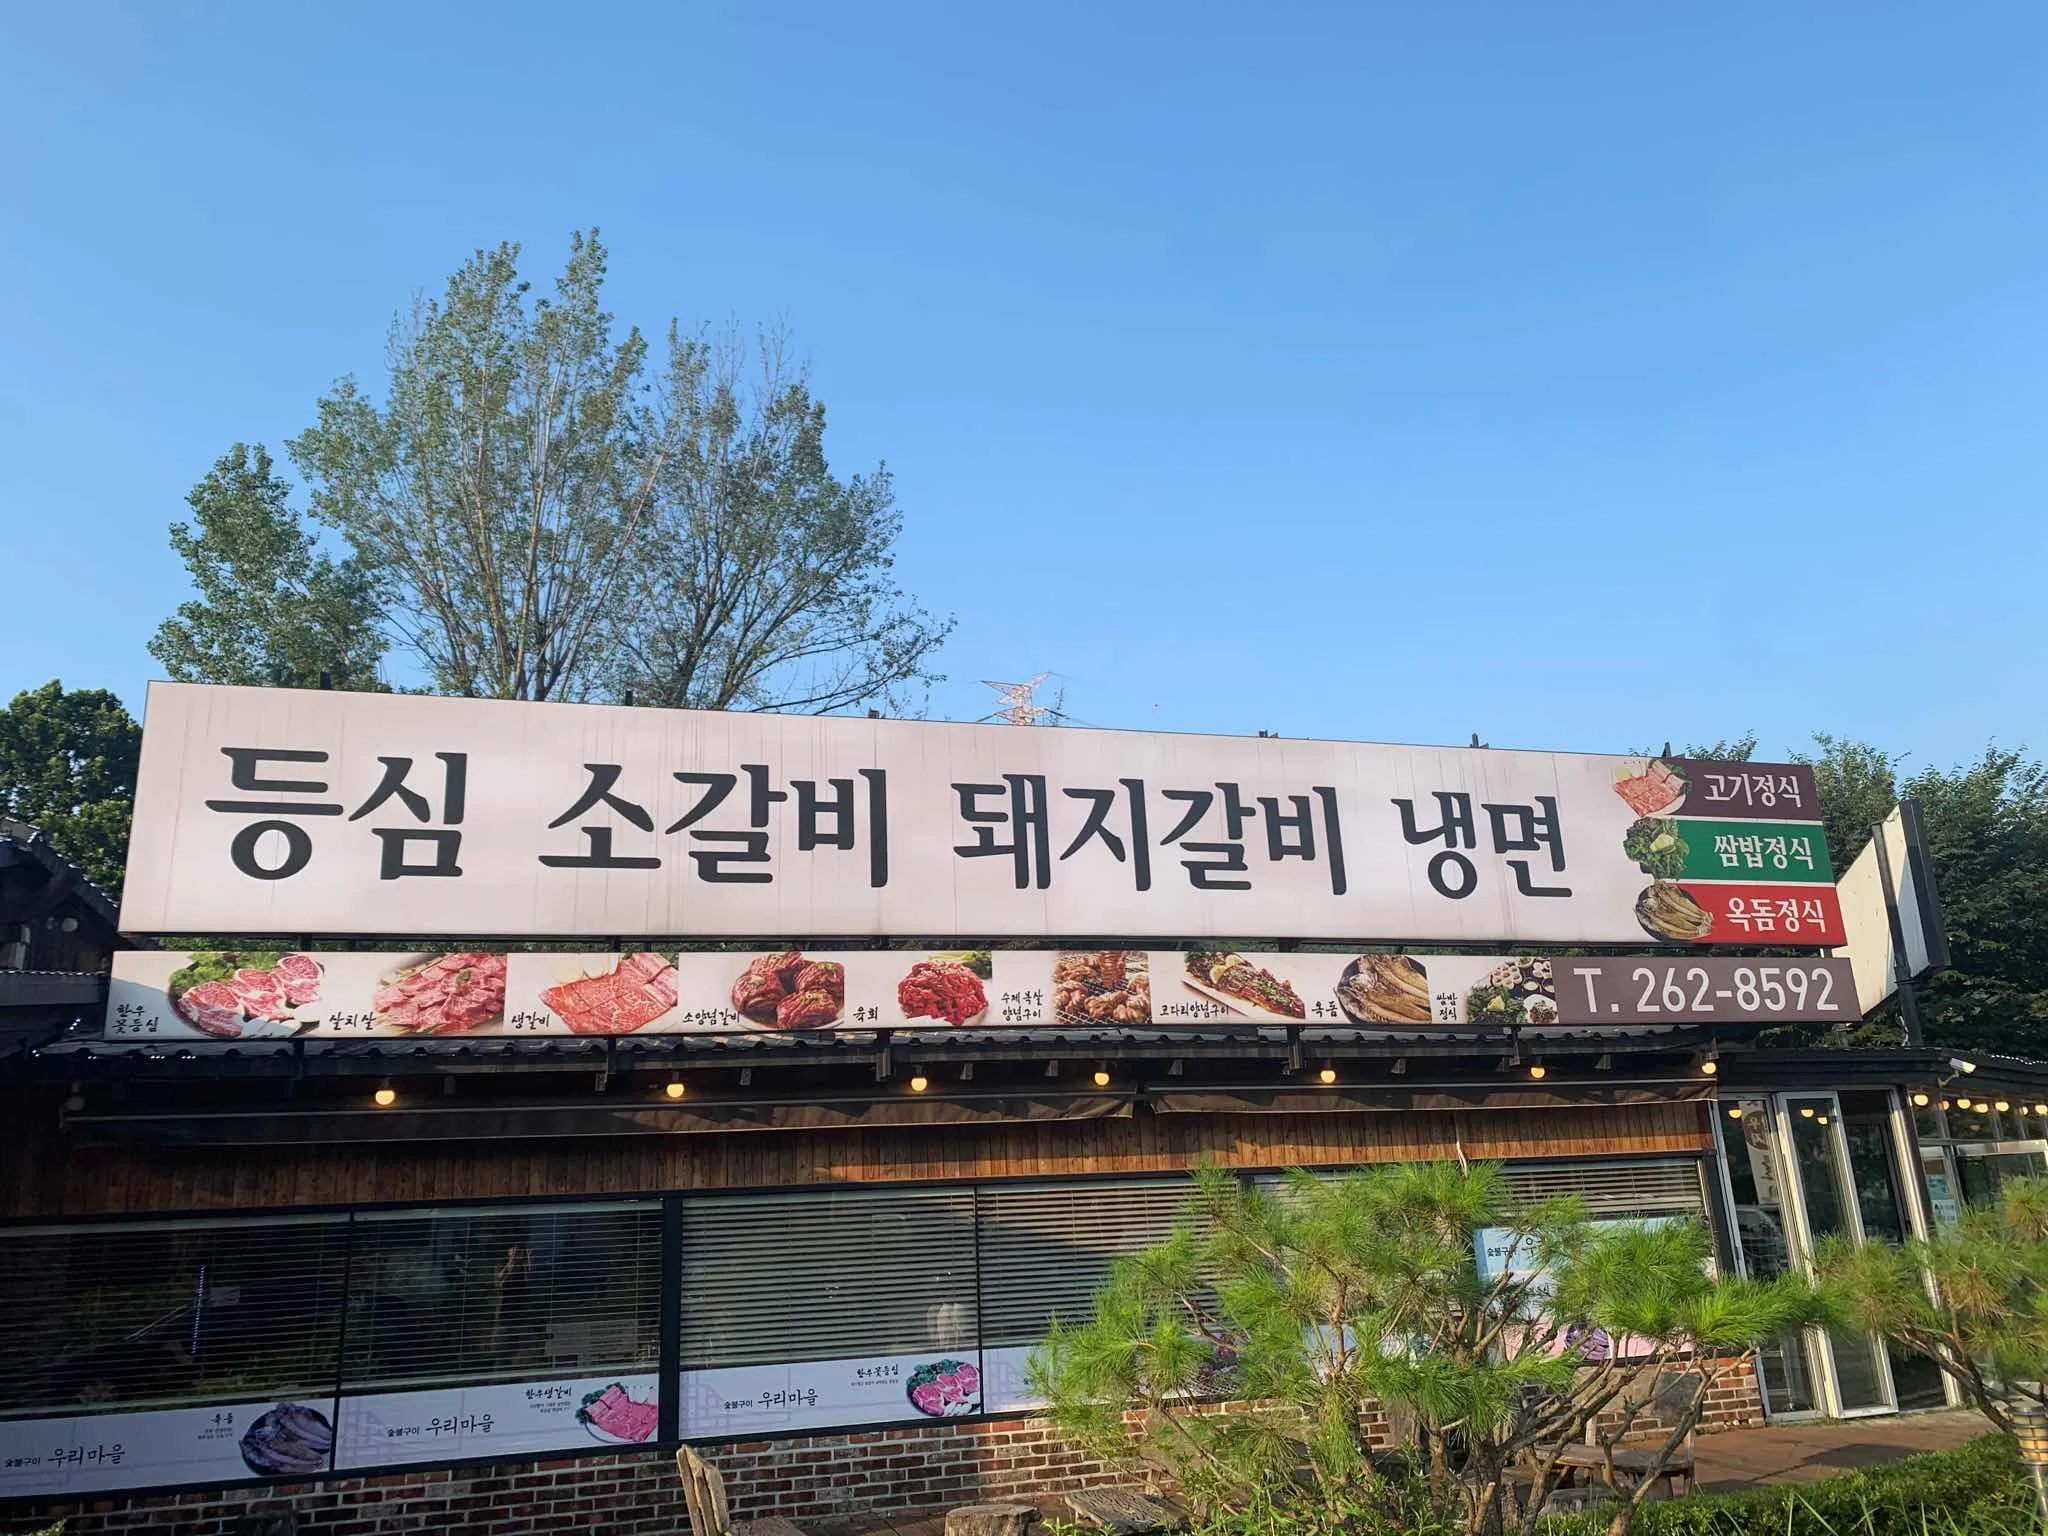 등심 소갈비 돼지갈비 냉면
고기정식
쌈밥정식
옥돔정식
한우
꽃등심
살치살
생갈비
소양념갈비
육회
수제목살
양념구이
코다리양념구이
옥돔
쌈밥
정식
T. 262-8592
숯불구이 우리마을
옥돔
숯불구이 우리마을
한우생갈비
숯불구이 우리마을
한우꽃등심
숯불구이 우